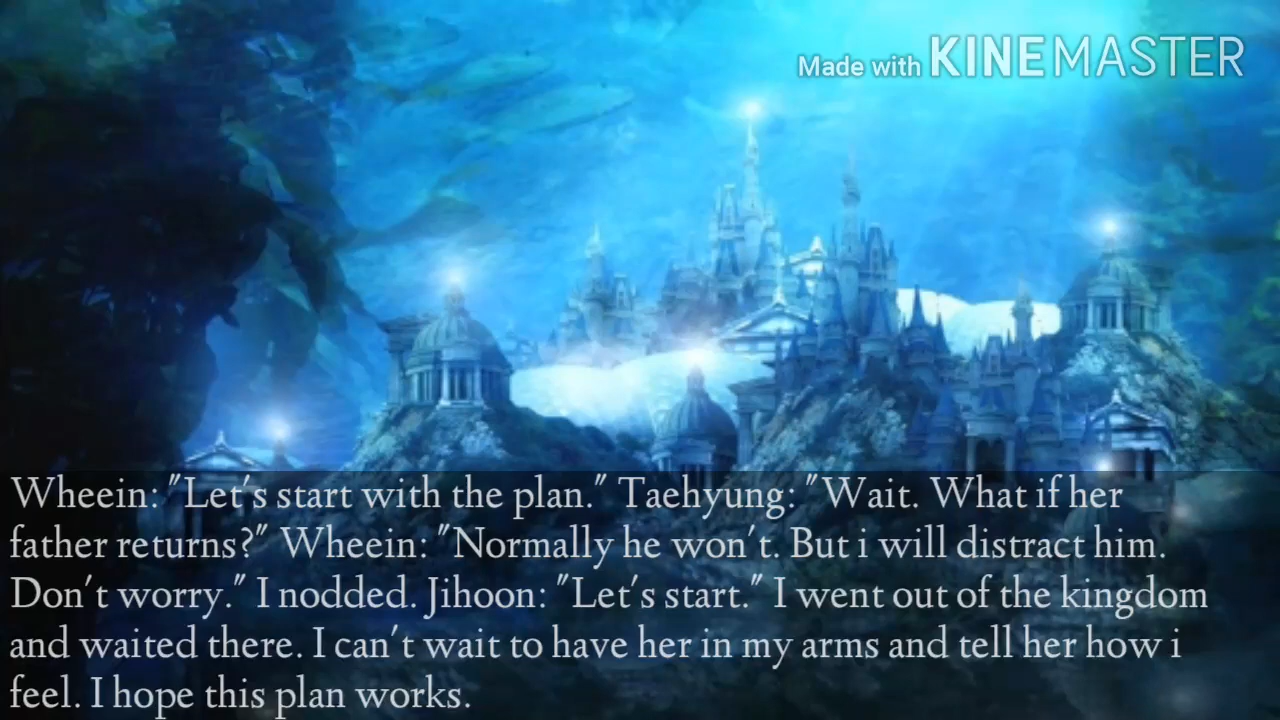 Made with KINEMASTER
Wheein: "Let's start with the plan." Taehyung: "Wait. What if her
father returns?" Wheein: "Normally he won't. But i will distract him.
Don't worry." I nodded. Jihoon: "Let's start." I went out of the kingdom
and waited there. I can't wait to have her in my arms and tell her how i
feel. I hope this plan works.